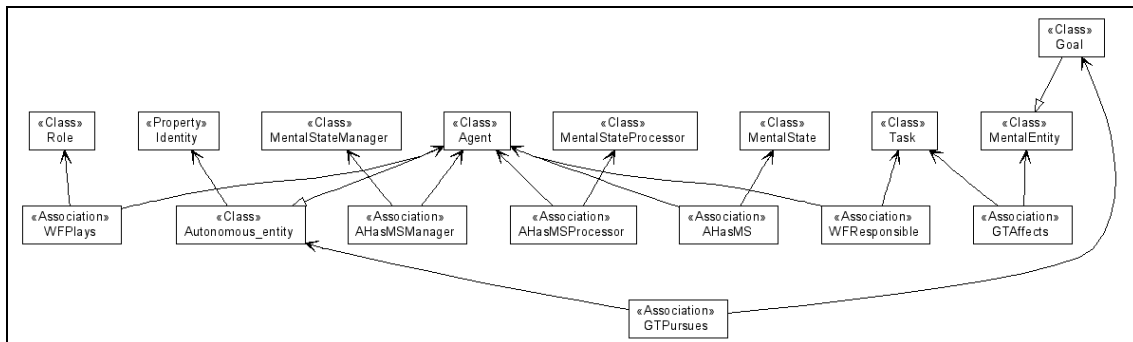 «Class»
Goal
«Class»
Role
«Property»
Identity
«Class»
MentalStateManager
«Class»
Agent
«Class»
MentalStateProcessor
«Class»
MentalState
«Class»
Task
«Class»
MentalEntity
«Association»
WFPlays
«Class»
Autonomous_entity
«Association»
AHasMSManager
«Association»
AHasMSProcessor
«Association»
AHasMS
«Association»
WFResponsible
«Association»
GTAffects
«Association»
GTPursues